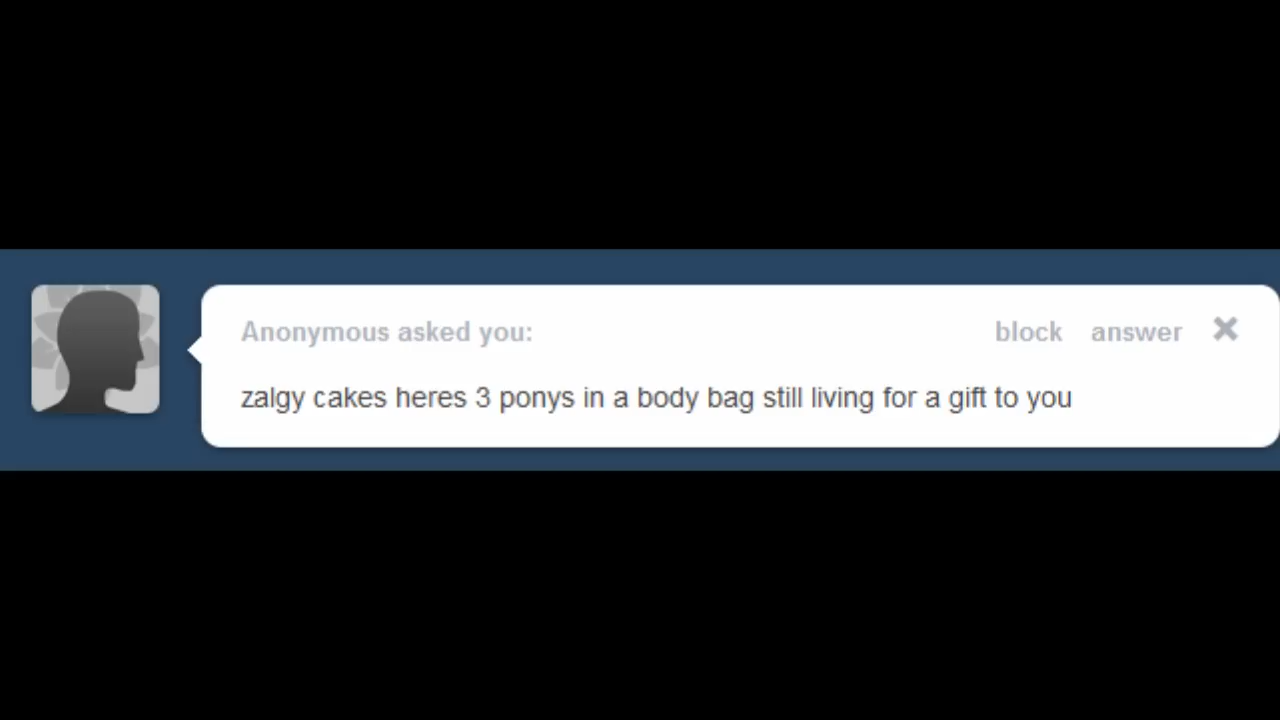 Anonymous asked you: block answer
zalgy cakes heres 3 ponys in a body bag still living for a gift to you